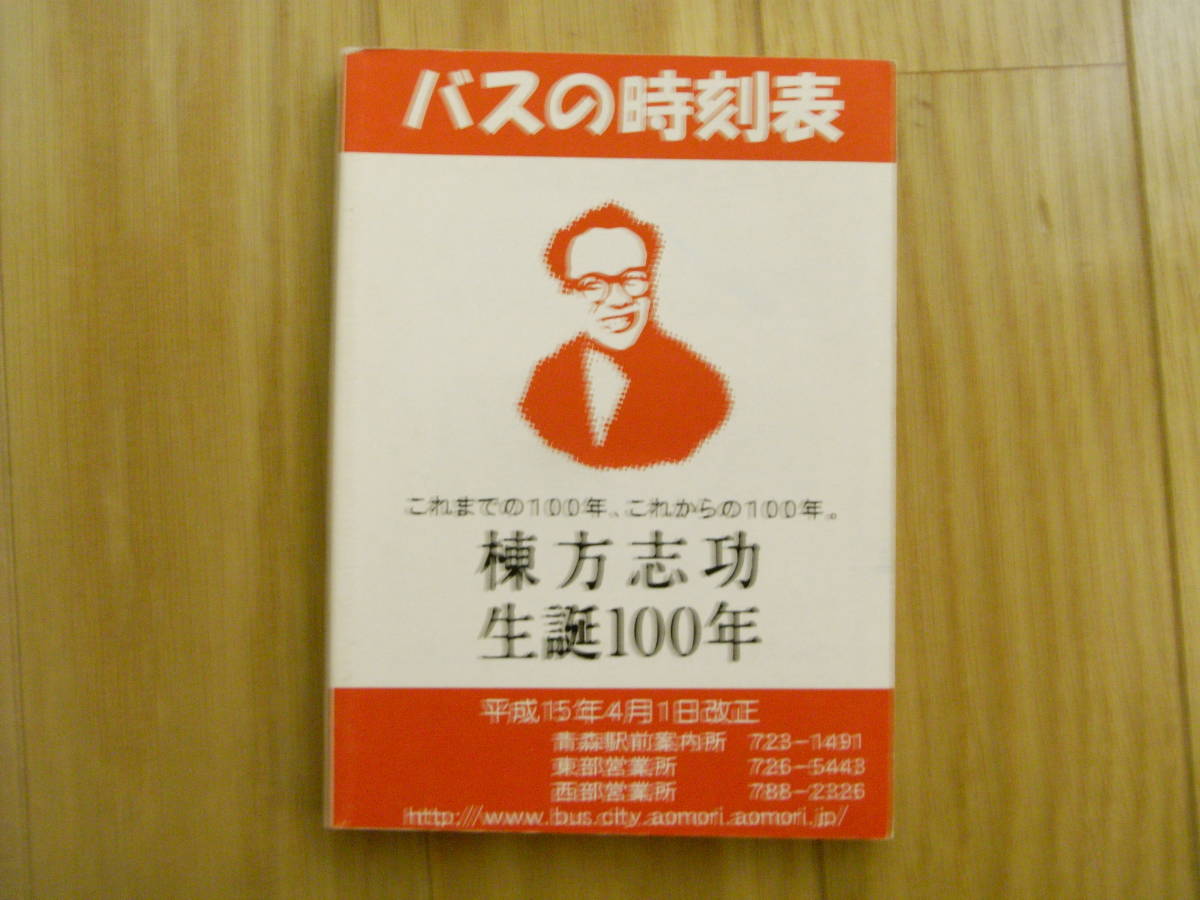 バスの時刻表
これまでの100年、これからの100年。
棟方志功
生誕100年
平成15年4月1日改正
青森駅前案内所 723-1491
東部営業所 726-5443
西部営業所 788-2326
http://www.bus.city.aomori.aomori.jp/